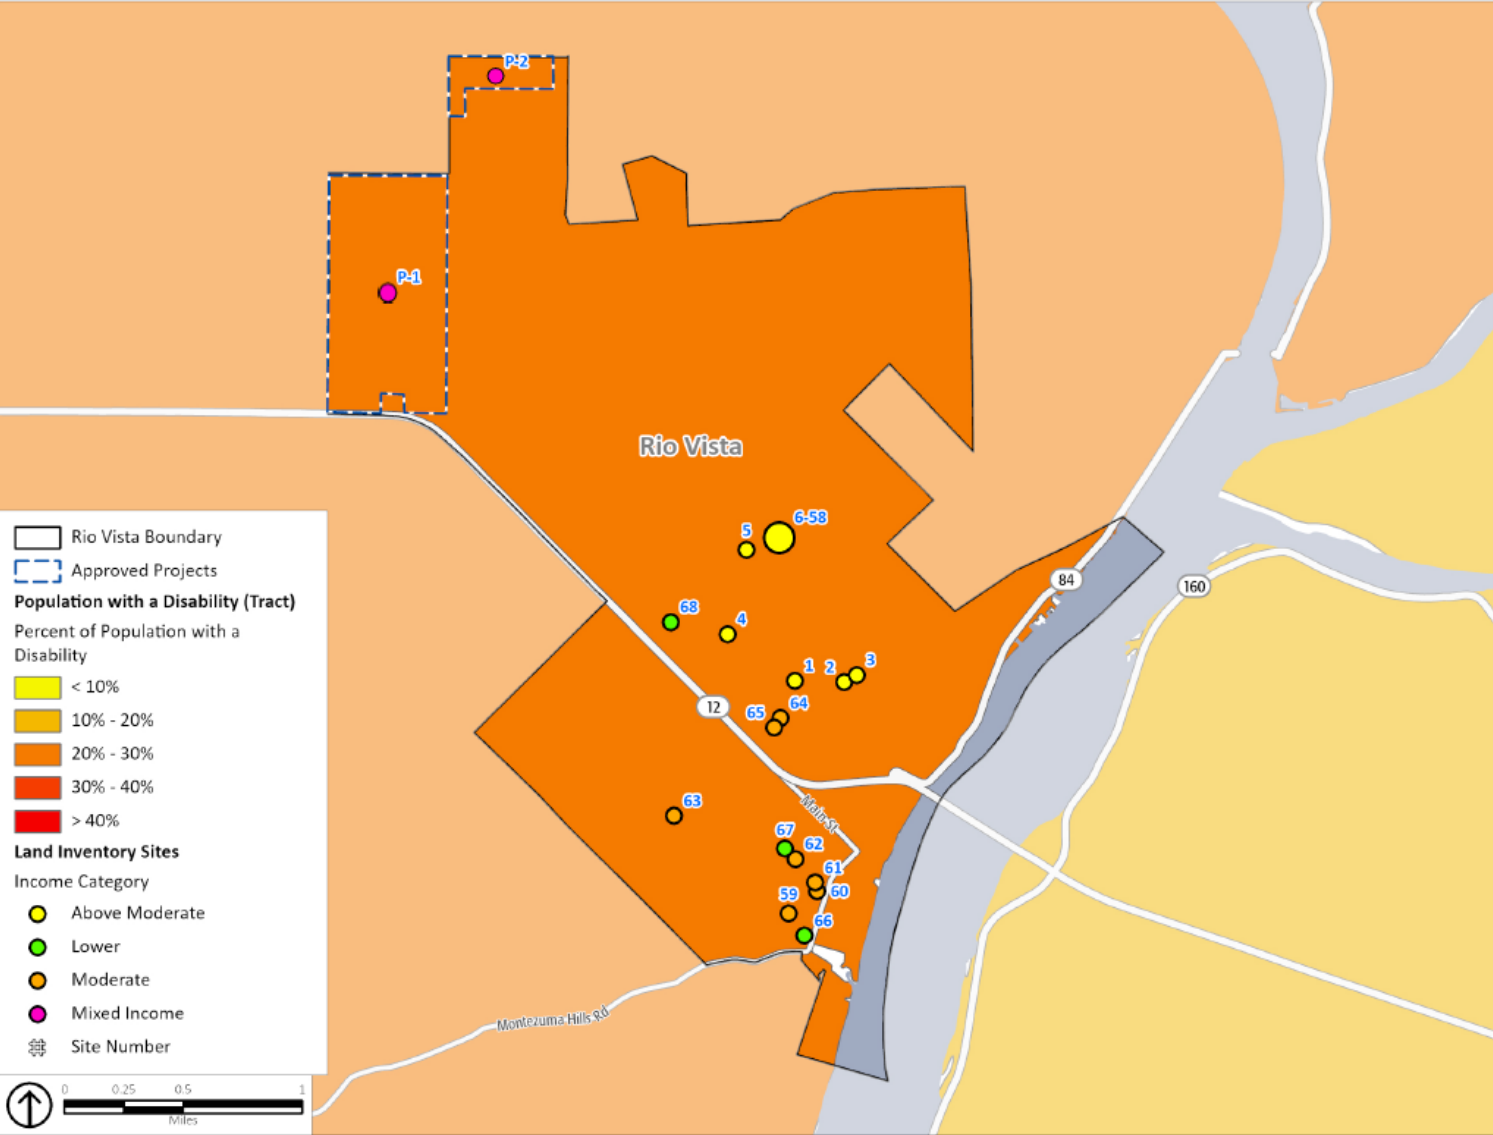 P-2
P-1
Rio Vista
6-58
5
84
160
68
4
3
1
2
12
64
65
Main St
63
67
62
61
60
59
66
Montezuma Hills Rd
Rio Vista Boundary
Approved Projects
Population with a Disability (Tract)
Percent of Population with a
Disability
< 10%
10% - 20%
20% - 30%
30% - 40%
> 40%
Land Inventory Sites
Income Category
Above Moderate
Lower
Moderate
Mixed Income
Site Number
0 0.25 0.5 1
Miles